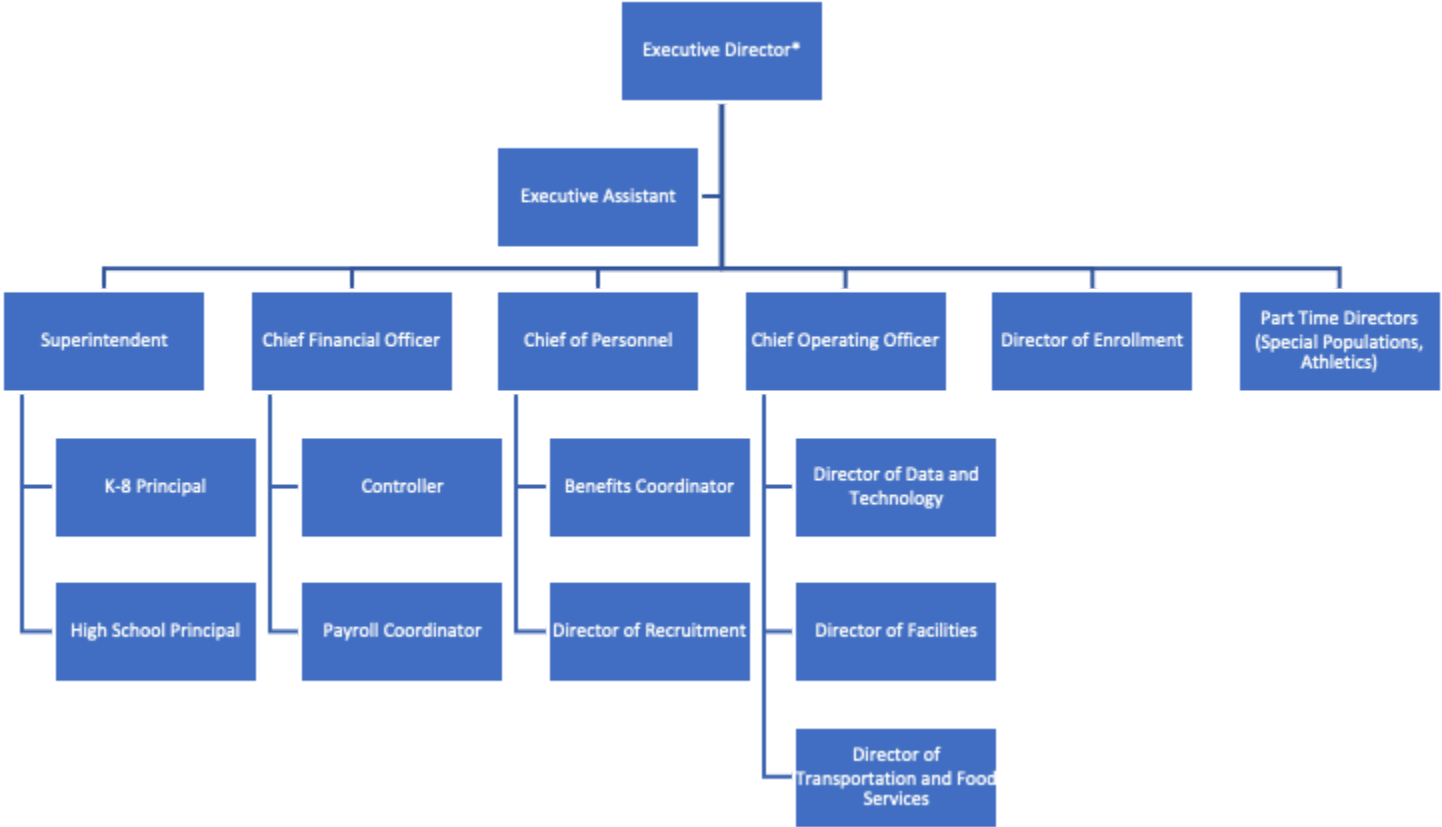 Executive Director*
Executive Assistant
Superintendent
Chief Financial Officer
Chief of Personnel
Chief Operating Officer
Director of Enrollment
Part Time Directors
(Special Populations,
Athletics)
K-8 Principal
Controller
Benefits Coordinator
Director of Data and
Technology
High School Principal
Payroll Coordinator
Director of Recruitment
Director of Facilities
Director of
Transportation and Food
Services